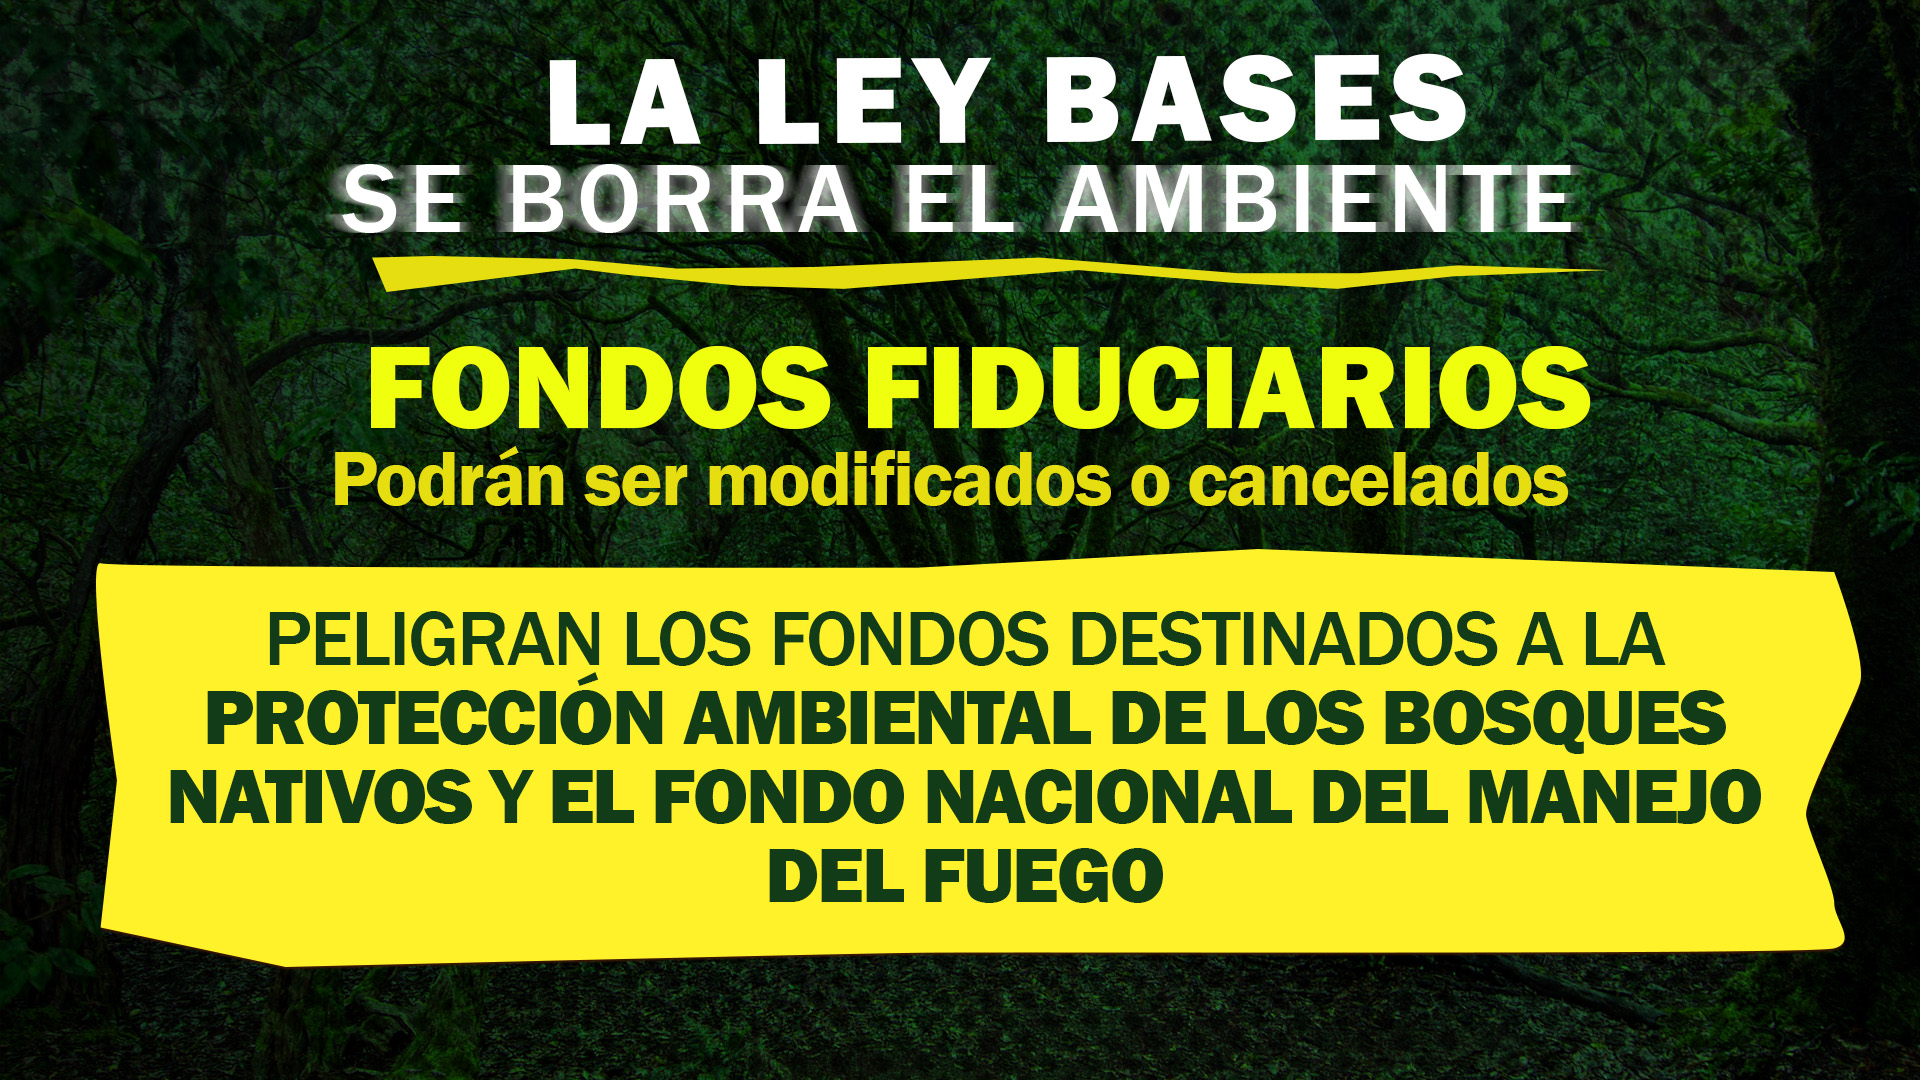 LA LEY BASES
SE BORRA EL AMBIENTE
FONDOS FIDUCIARIOS
Podrán ser modificados o cancelados
PELIGRAN LOS FONDOS DESTINADOS A LA
PROTECCIÓN AMBIENTAL DE LOS BOSQUES
NATIVOS Y EL FONDO NACIONAL DEL MANEJO
DEL FUEGO